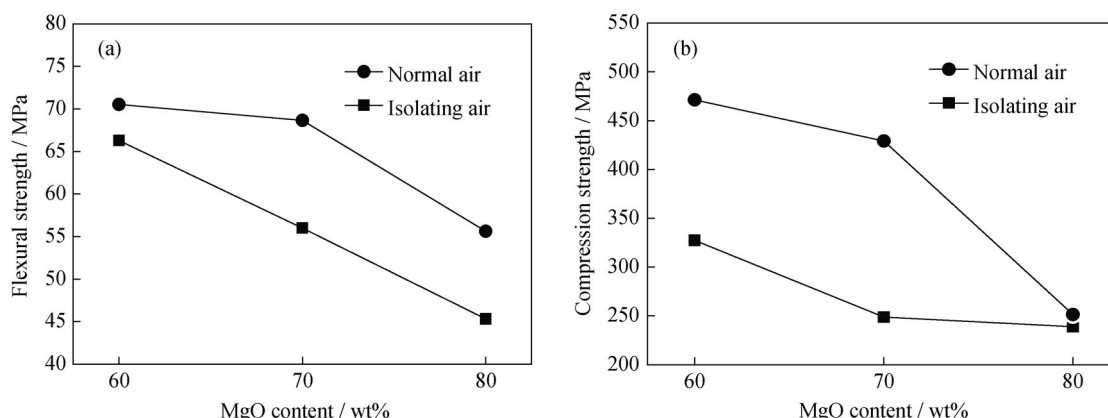 80
75
70
65
60
55
50
45
40
Flexural strength / MPa
(a)
Normal air
Isolating air
60
70
80
MgO content / wt%
550
500
450
400
350
300
250
200
Compression strength / MPa
(b)
Normal air
Isolating air
60
70
80
MgO content / wt%